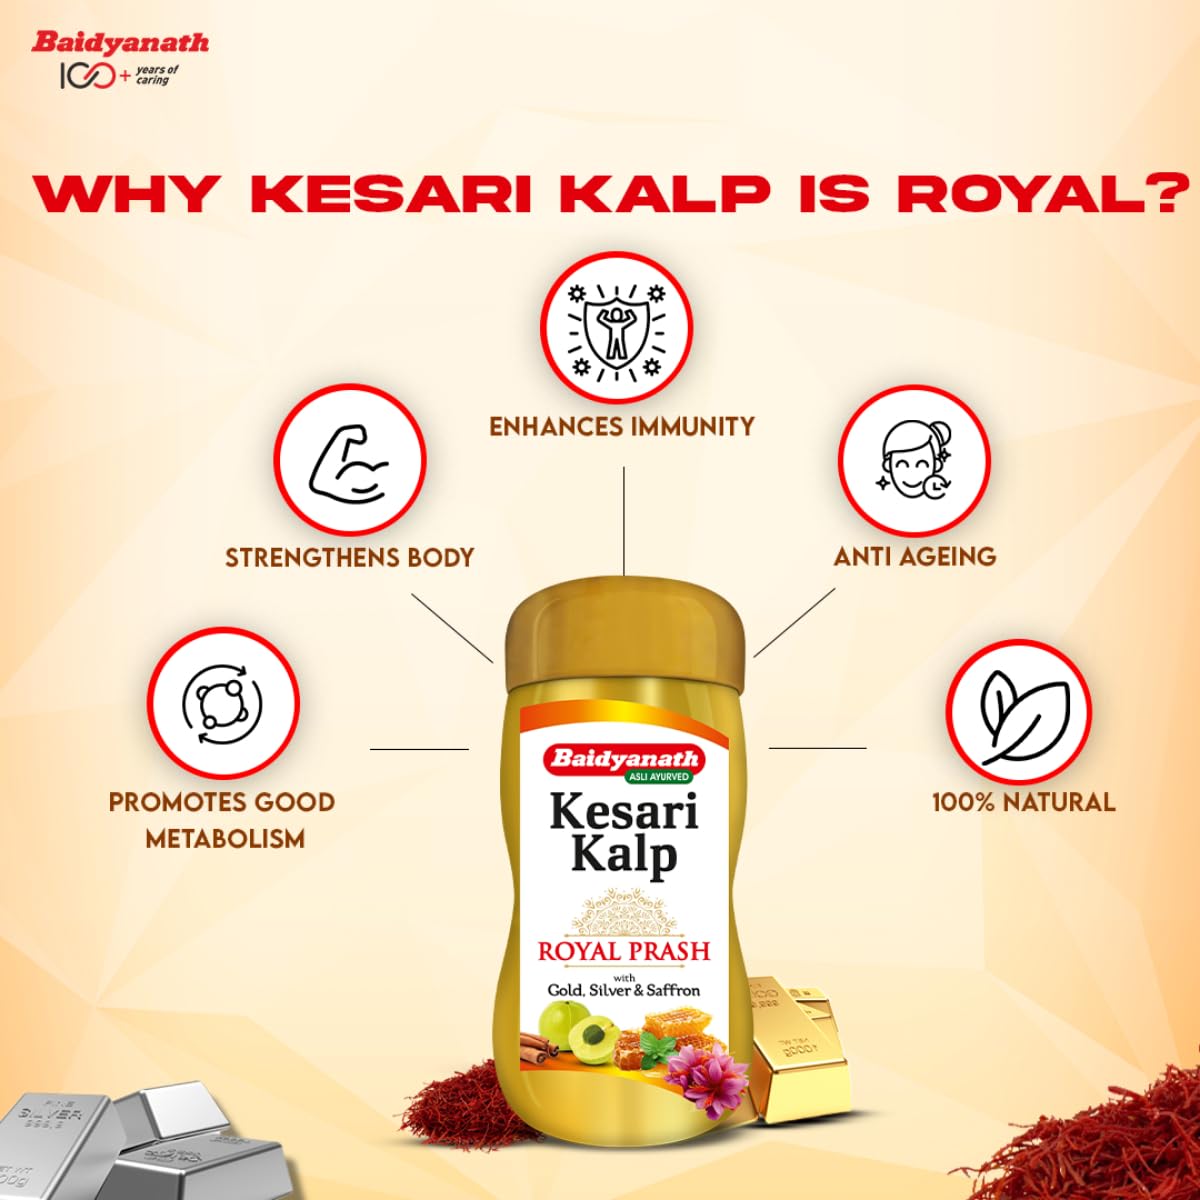 Baidyanath
100+ years of
caring
WHY KESARI KALP IS ROYAL?
ENHANCES IMMUNITY
STRENGTHENS BODY
ANTI AGEING
PROMOTES GOOD
METABOLISM
100% NATURAL
Baidyanath
ASLI AYURVED
Kesari
Kalp
ROYAL PRASH
with
Gold, Silver & Saffron
FINE
SILVER